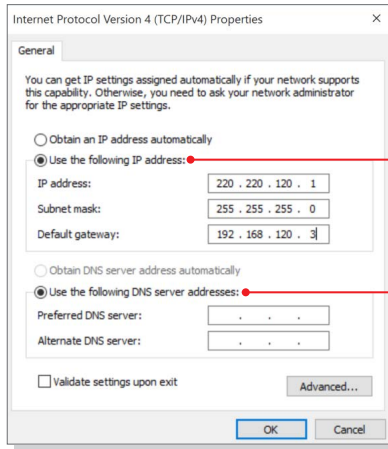 Internet Protocol Version 4 (TCP/IPv4) Properties
General
You can get IP settings assigned automatically if your network supports
this capability. Otherwise, you need to ask your network administrator
for the appropriate IP settings.
Obtain an IP address automatically
Use the following IP address:
IP address: 220 . 220 . 120 . 1
Subnet mask: 255 . 255 . 255 . 0
Default gateway: 192 . 168 . 120 . 3
Obtain DNS server address automatically
Use the following DNS server addresses:
Preferred DNS server: . . .
Alternate DNS server: . . .
Validate settings upon exit
Advanced...
OK Cancel